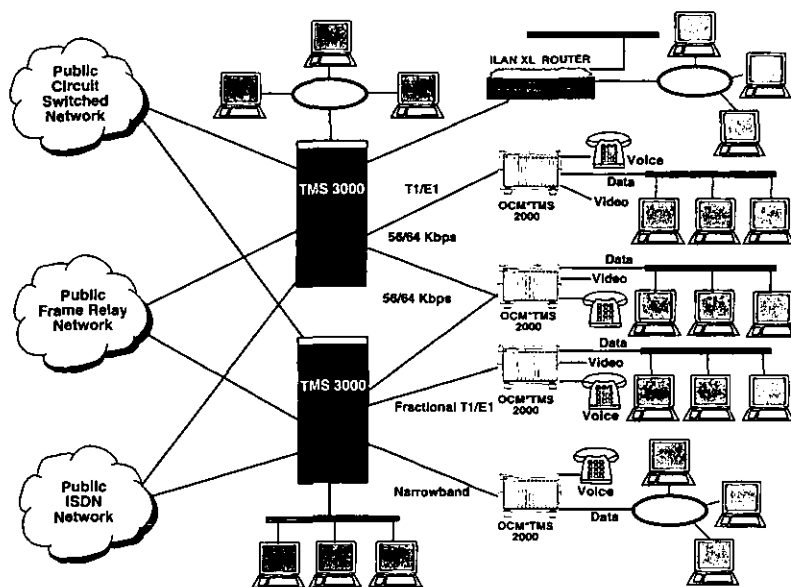 Public
Circuit
Switched
Network
ILAN XL ROUTER
TMS 3000
T1/E1
Voice
Data
Video
OCM*TMS
2000
56/64 Kbps
Public
Frame Relay
Network
56/64 Kbps
Data
Video
OCM*TMS
2000
TMS 3000
Data
Video
OCM*TMS
2000
Fractional T1/E1
Voice
Public
ISDN
Network
Narrowband
Voice
OCM*TMS
2000
Data